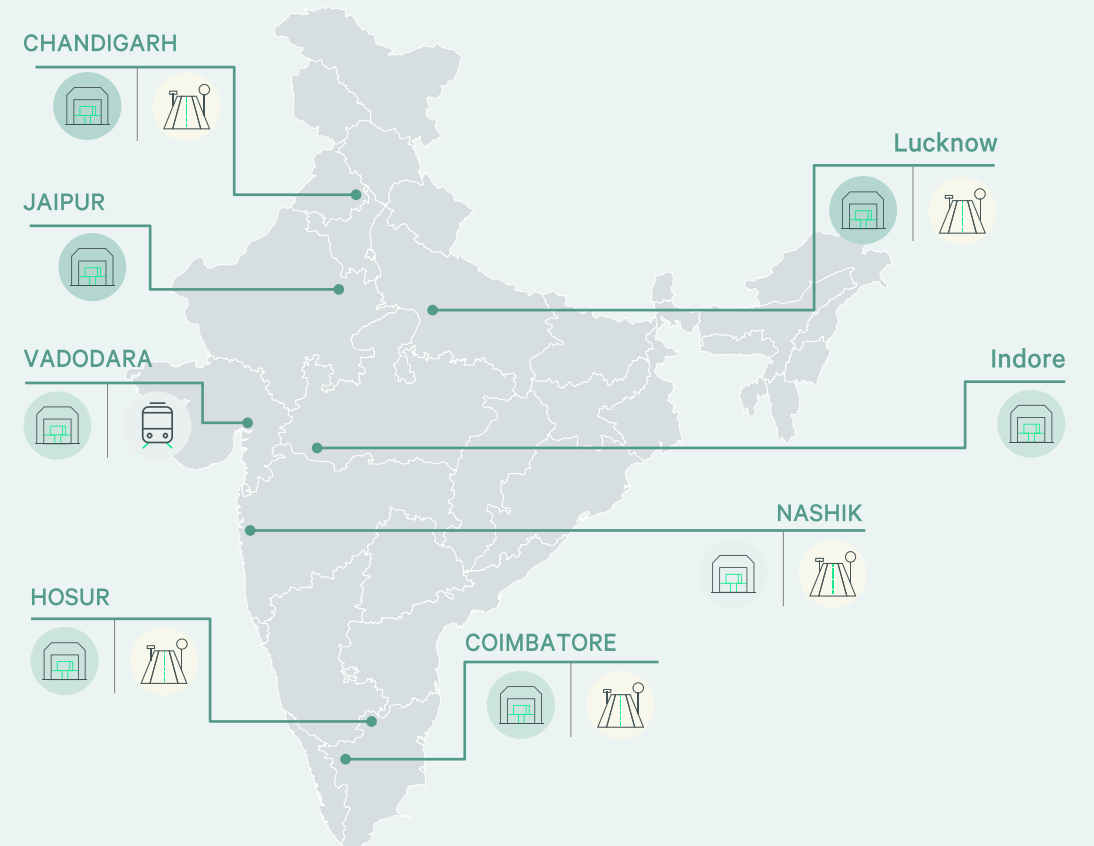 CHANDIGARH
Lucknow
JAIPUR
VADODARA
Indore
NASHIK
HOSUR
COIMBATORE